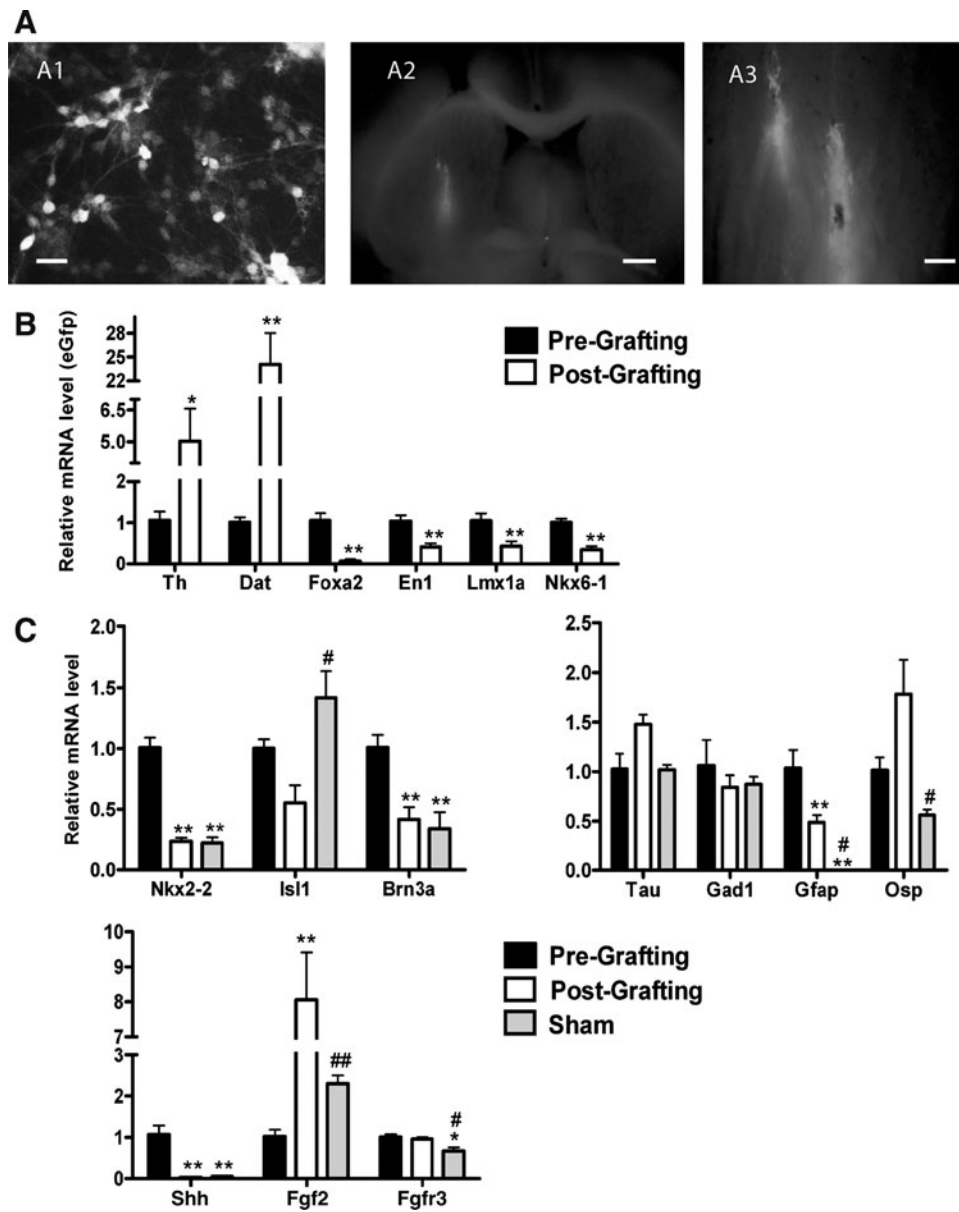 A
A1
A2
A3
B
Relative mRNA level (eGfp)
28
25
22
6.5
5.0
2
1
0
*
**
**
**
**
**
Th Dat Foxa2 En1 Lmx1a Nkx6-1
Pre-Grafting
Post-Grafting
C
Relative mRNA level
2.0
1.5
1.0
0.5
0.0
** **
#
** **
Nkx2-2 Isl1 Brn3a
2.5
2.0
1.5
1.0
0.5
0.0
**
#
**
#
Tau Gad1 Gfap Osp
10
9
8
7
3
2
1
0
** **
**
##
#
*
Shh Fgf2 Fgfr3
Pre-Grafting
Post-Grafting
Sham